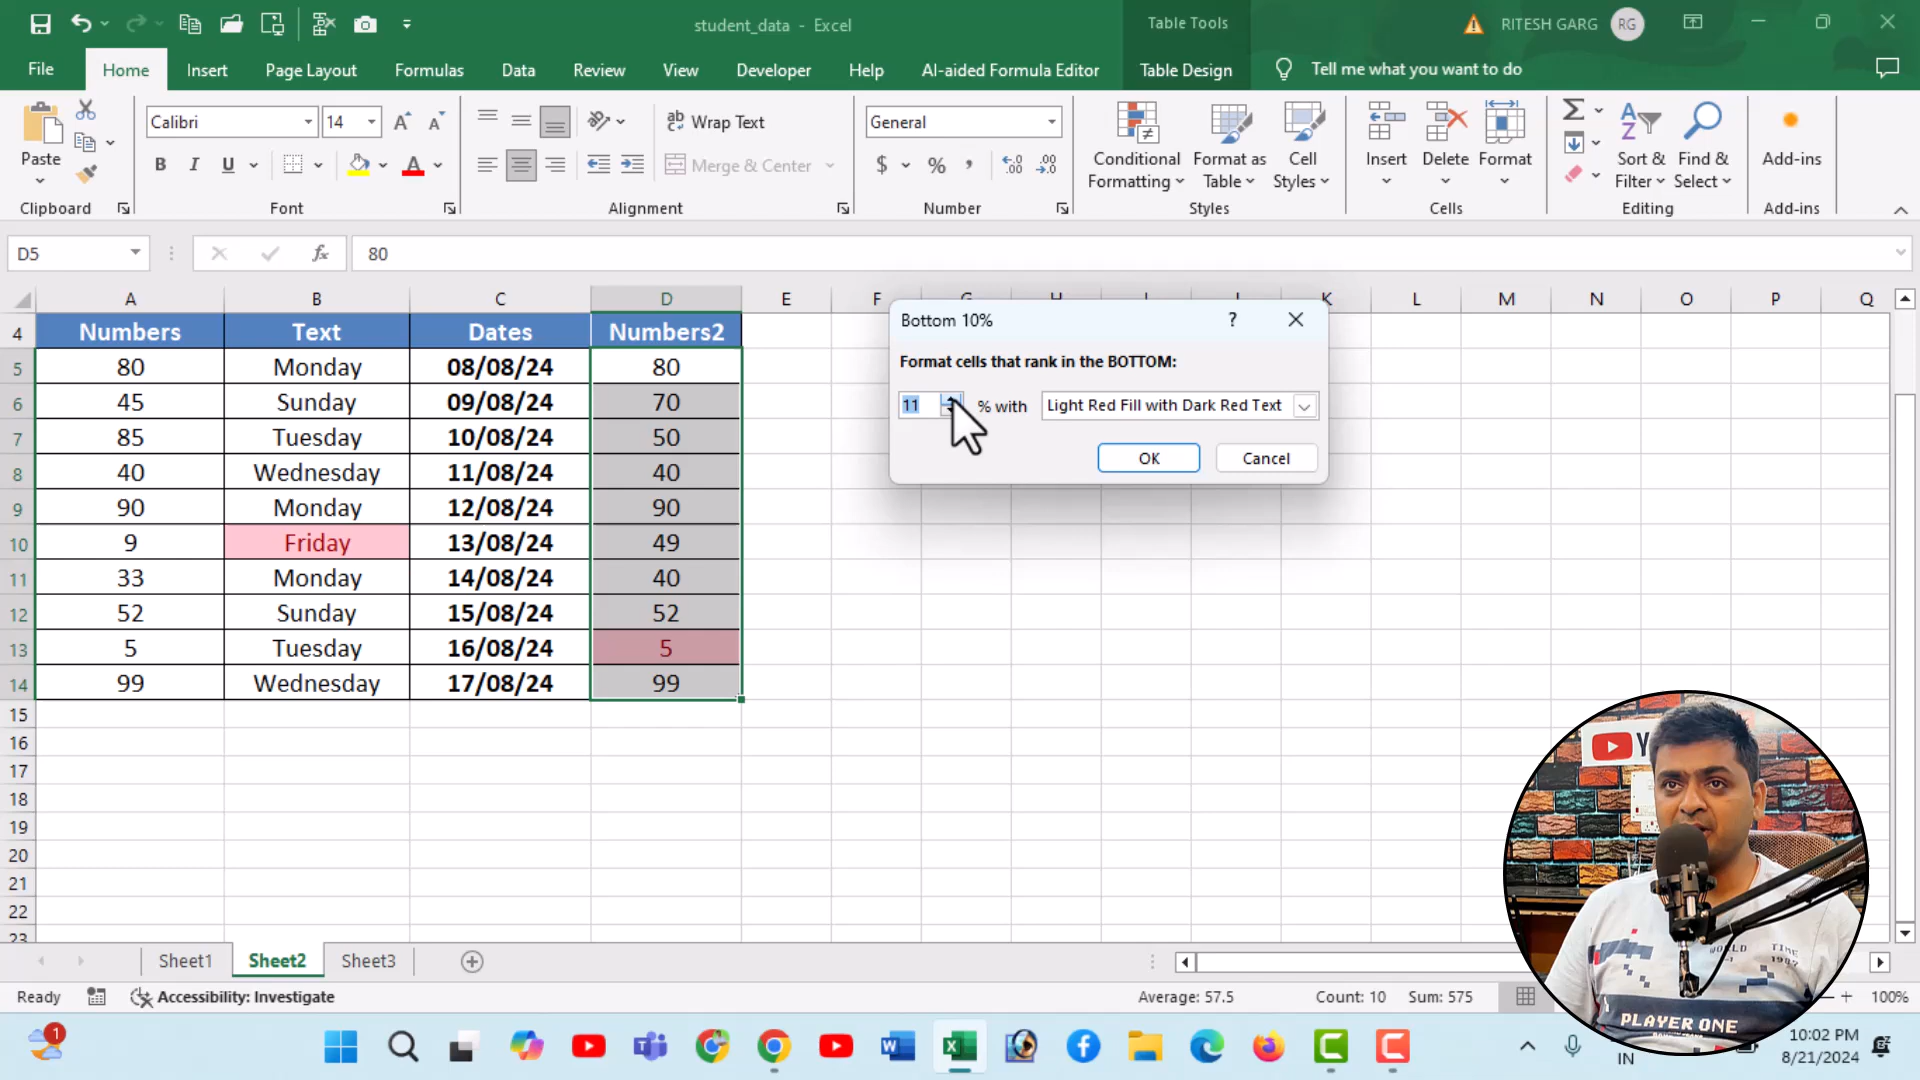 student_data - Excel
Table Tools
RITESH GARG
RG
File
Home
Insert
Page Layout
Formulas
Data
Review
View
Developer
Help
AI-aided Formula Editor
Table Design
Tell me what you want to do
Paste
Clipboard
Calibri
14
B I U
Font
Wrap Text
Merge & Center
Alignment
General
$ % ,
Number
Conditional Formatting
Format as Table
Cell Styles
Styles
Insert
Delete
Format
Cells
Sort & Filter
Find & Select
Editing
Add-ins
Add-ins
D5
fx
80
A B C D E F G H I J K L M N O P Q
4 Numbers Text Dates Numbers2
5 80 Monday 08/08/24 80
6 45 Sunday 09/08/24 70
7 85 Tuesday 10/08/24 50
8 40 Wednesday 11/08/24 40
9 90 Monday 12/08/24 90
10 9 Friday 13/08/24 49
11 33 Monday 14/08/24 40
12 52 Sunday 15/08/24 52
13 5 Tuesday 16/08/24 5
14 99 Wednesday 17/08/24 99
15
16
17
18
19
20
21
22
23
Bottom 10%
?
Format cells that rank in the BOTTOM:
11 % with Light Red Fill with Dark Red Text
OK
Cancel
Sheet1
Sheet2
Sheet3
Ready
Accessibility: Investigate
Average: 57.5
Count: 10
Sum: 575
100%
1
IN
10:02 PM
8/21/2024
WORLD TIME
PLAYER ONE